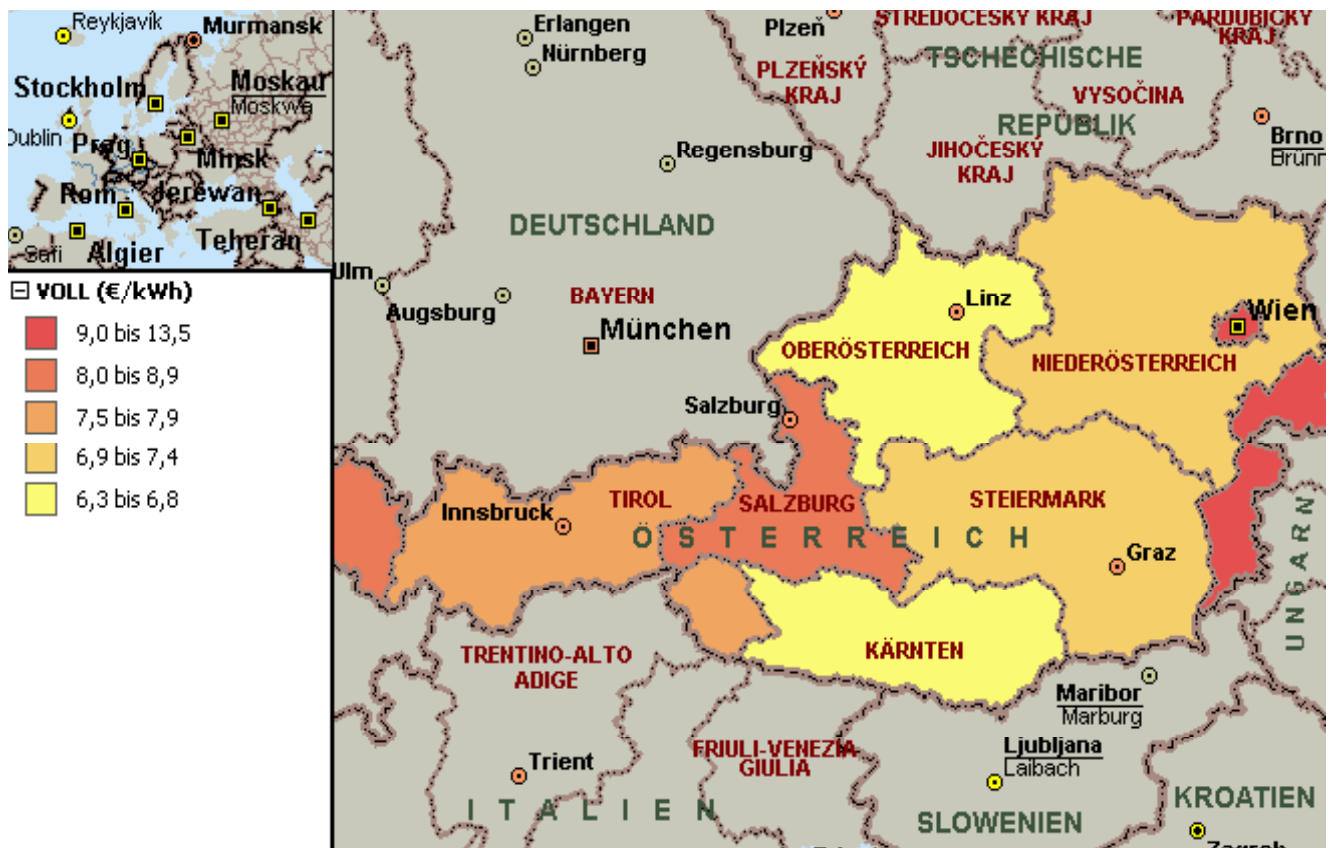 Reykjavík
Murmansk
Stockholm
Moskau
Moskwa
Dublin
Prag
Minsk
Rom
Jerewan
Safi
Algier
Teheran
VOLL (€/kWh)
9,0 bis 13,5
8,0 bis 8,9
7,5 bis 7,9
6,9 bis 7,4
6,3 bis 6,8
Erlangen
Nürnberg
Plzeň
STŘEDOČESKÝ KRAJ
PARDUBICKÝ
KRAJ
TSCHECHISCHE
REPUBLIK
PLZEŇSKÝ
KRAJ
VYSOČINA
Brno
Brünn
Regensburg
JIHOČESKÝ
KRAJ
DEUTSCHLAND
Ulm
Augsburg
BAYERN
München
Linz
Wien
OBERÖSTERREICH
NIEDERÖSTERREICH
Salzburg
TIROL
SALZBURG
STEIERMARK
Innsbruck
ÖSTERREICH
Graz
UNGARN
KÄRNTEN
TRENTINO-ALTO
ADIGE
Maribor
Marburg
Trient
FRIULI-VENEZIA
GIULIA
Ljubljana
Laibach
ITALIEN
SLOWENIEN
KROATIEN
Zagreb